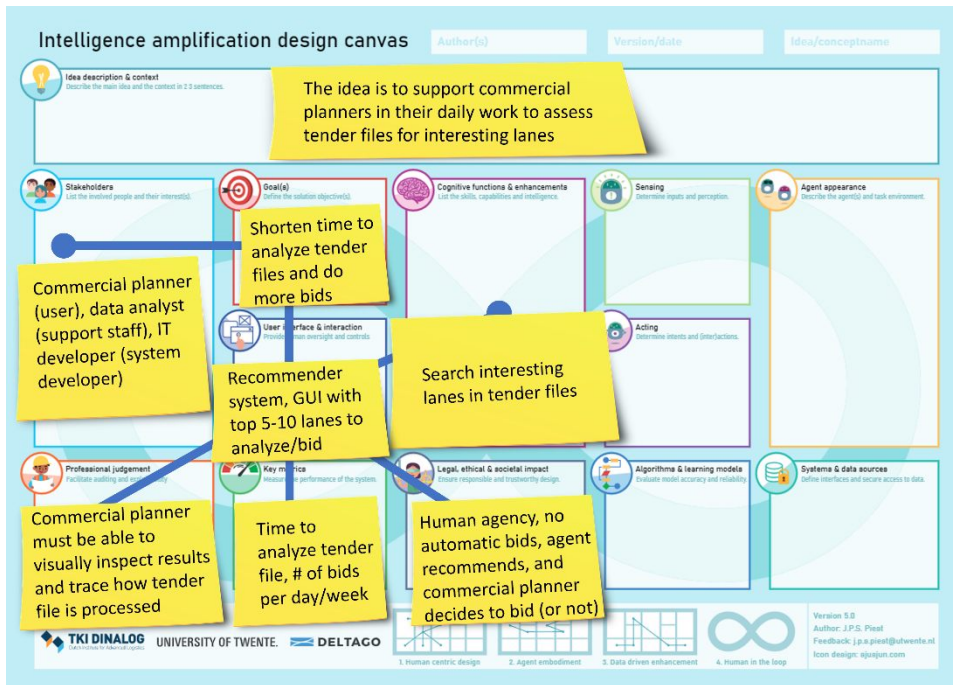 Intelligence amplification design canvas
Author(s)
Version/date
Idea/conceptname
Idea description & context
Describe the main idea and the context in 2 3 sentences.
The idea is to support commercial
planners in their daily work to assess
tender files for interesting lanes
Stakeholders
List the involved people and their interest(s).
Goal(s)
Define the solution objective(s).
Cognitive functions & enhancements
List the skills, capabilities and intelligence.
Sensing
Determine inputs and perception.
Agent appearance
Describe the agent(s) and task environment.
Shorten time to
analyze tender
files and do
more bids
Commercial planner
(user), data analyst
(support staff), IT
developer (system
developer)
User interface & interaction
human oversight and controls
Acting
Determine intents and (inter)actions.
Recommender
system, GUI with
top 5-10 lanes to
analyze/bid
Search interesting
lanes in tender files
Professional judgement
Facilitate auditing and
Key metrics
the performance of the system.
Legal, ethical & societal impact
Ensure responsible and trustworthy design.
Algorithms & learning models
Evaluate model accuracy and reliability.
Systems & data sources
Define interfaces and secure access to data.
Commercial planner
must be able to
visually inspect results
and trace how tender
file is processed
Time to
analyze tender
file, # of bids
per day/week
Human agency, no
automatic bids, agent
recommends, and
commercial planner
decides to bid (or not)
TKI DINALOG
Dutch Institute for Advanced Logistics
UNIVERSITY OF TWENTE.
DELTAGO
1. Human centric design
2. Agent embodiment
3. Data driven enhancement
4. Human in the loop
Version 5.0
Author: J.P.S. Piest
Feedback: j.p.s.piest@utwente.nl
Icon design: ajuajun.com